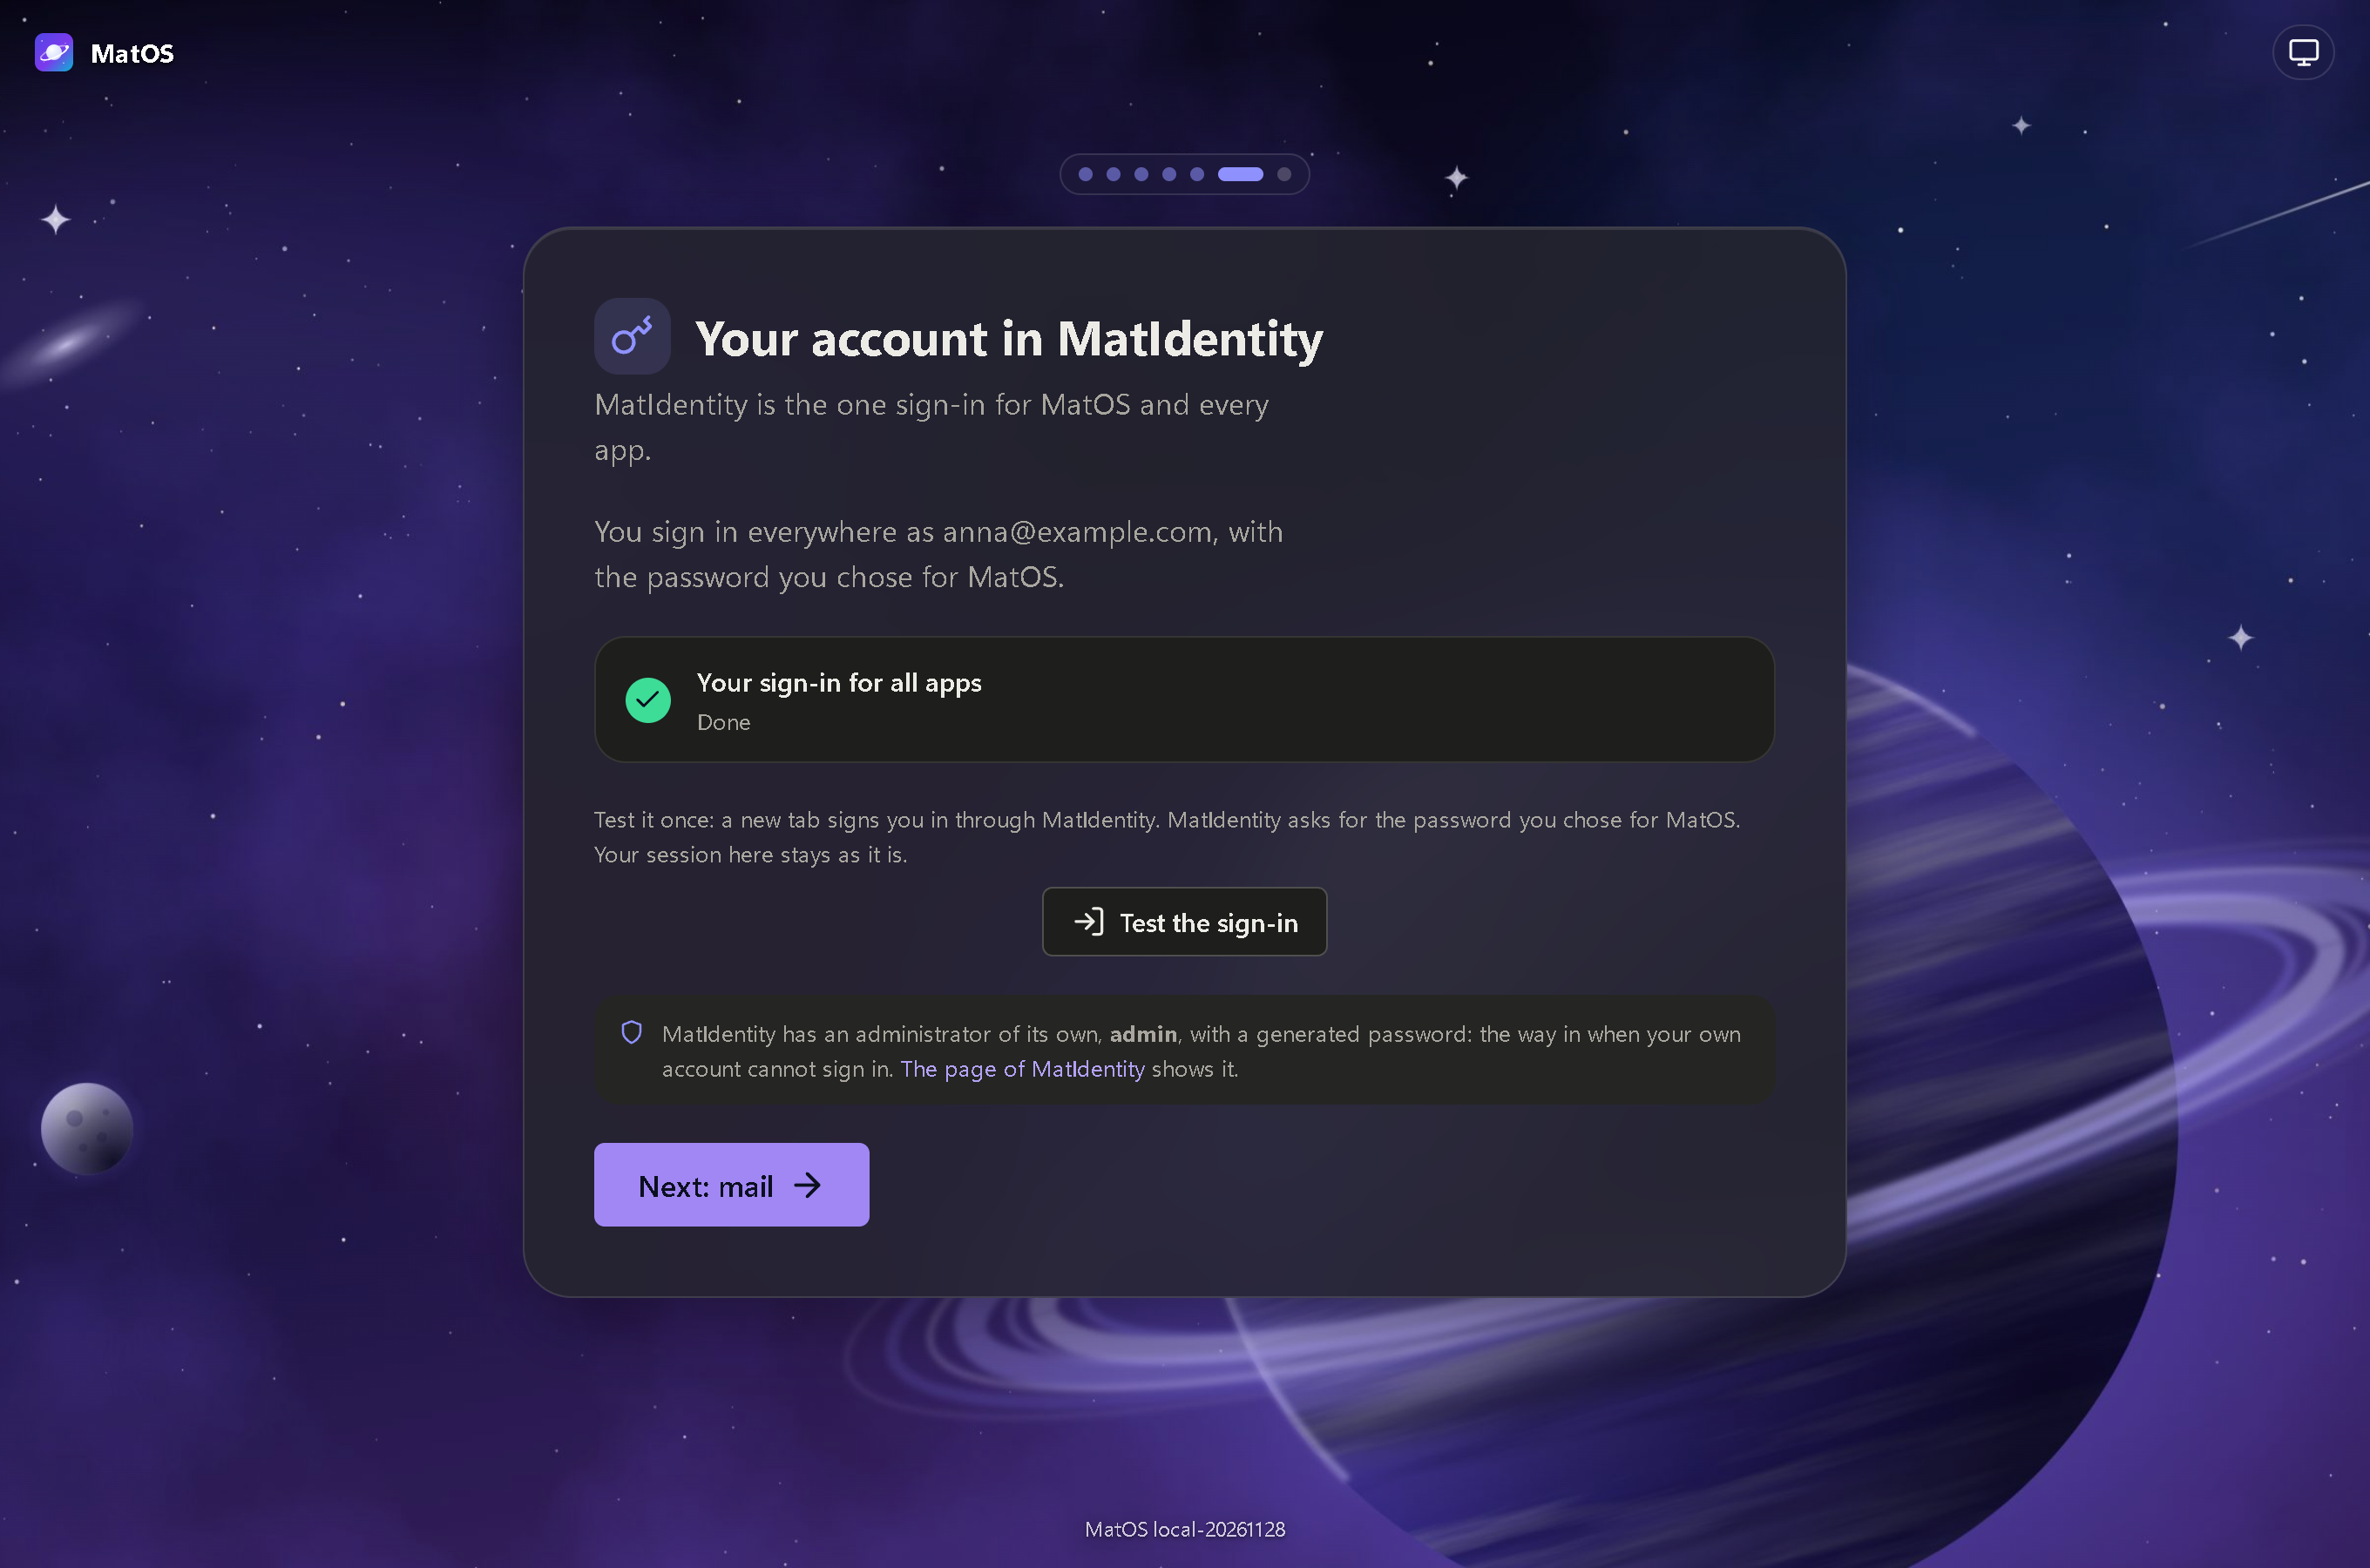 MatOS
Your account in MatIdentity
MatIdentity is the one sign-in for MatOS and every
app.
You sign in everywhere as anna@example.com, with
the password you chose for MatOS.
Your sign-in for all apps
Done
Test it once: a new tab signs you in through MatIdentity. MatIdentity asks for the password you chose for MatOS.
Your session here stays as it is.
Test the sign-in
MatIdentity has an administrator of its own, admin, with a generated password: the way in when your own
account cannot sign in. The page of MatIdentity shows it.
Next: mail
MatOS local-20261128